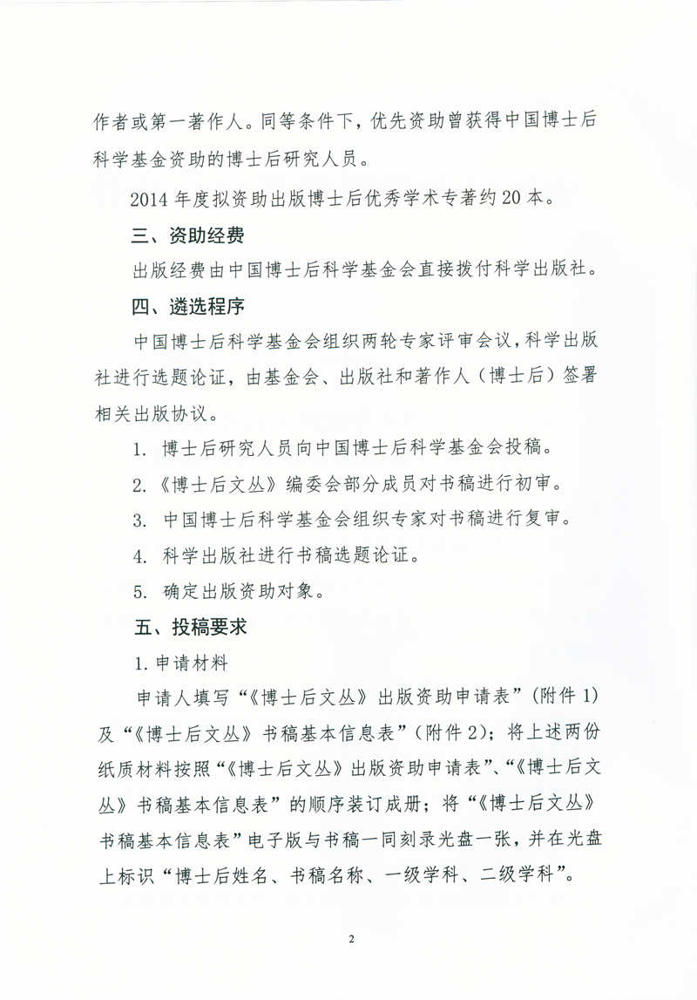 作者或第一著作人。同等条件下，优先资助曾获得中国博士后
科学基金资助的博士后研究人员。
2014 年度拟资助出版博士后优秀学术专著约 20 本。
三、资助经费
出版经费由中国博士后科学基金会直接拨付科学出版社。
四、遴选程序
中国博士后科学基金会组织两轮专家评审会议，科学出版
社进行选题论证，由基金会、出版社和著作人（博士后）签署
相关出版协议。
1. 博士后研究人员向中国博士后科学基金会投稿。
2.《博士后文丛》编委会部分成员对书稿进行初审。
3. 中国博士后科学基金会组织专家对书稿进行复审。
4. 科学出版社进行书稿选题论证。
5. 确定出版资助对象。
五、投稿要求
1.申请材料
申请人填写“《博士后文丛》出版资助申请表”(附件 1)
及“《博士后文丛》书稿基本信息表”（附件 2）；将上述两份
纸质材料按照“《博士后文丛》出版资助申请表”、“《博士后文
丛》书稿基本信息表”的顺序装订成册；将“《博士后文丛》
书稿基本信息表”电子版与书稿一同刻录光盘一张，并在光盘
上标识“博士后姓名、书稿名称、一级学科、二级学科”。
2